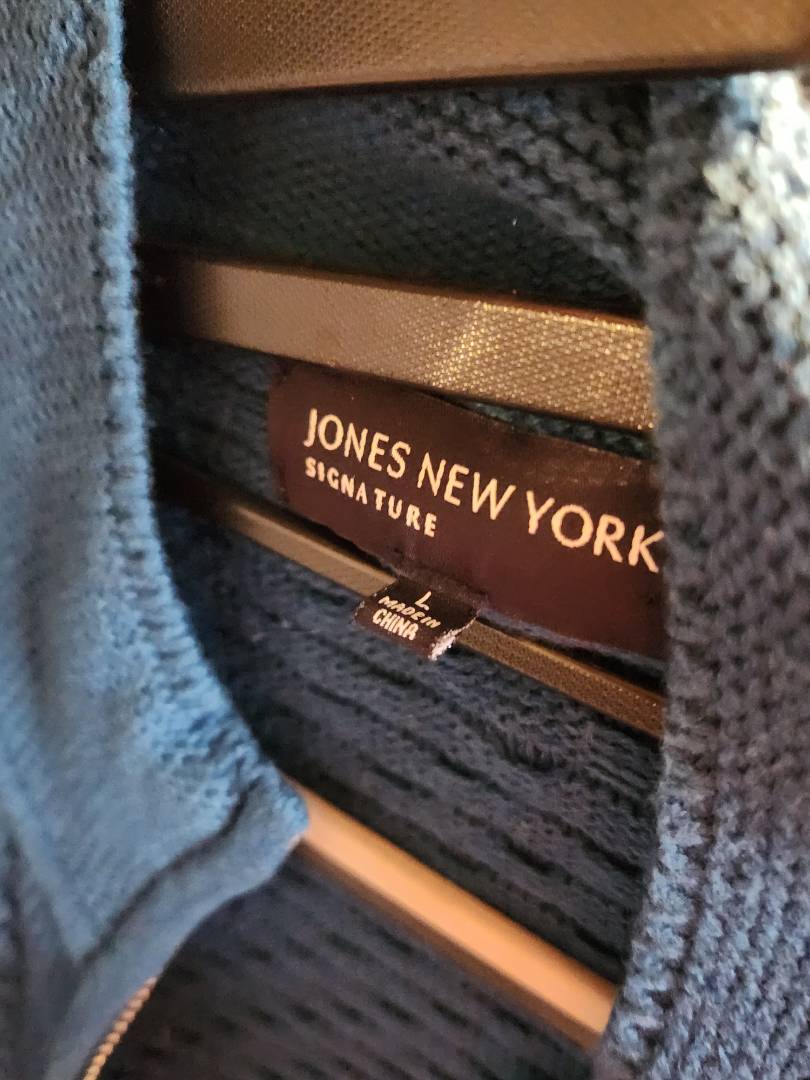 JONES NEW YORK
SIGNATURE
L
MADE IN
CHINA